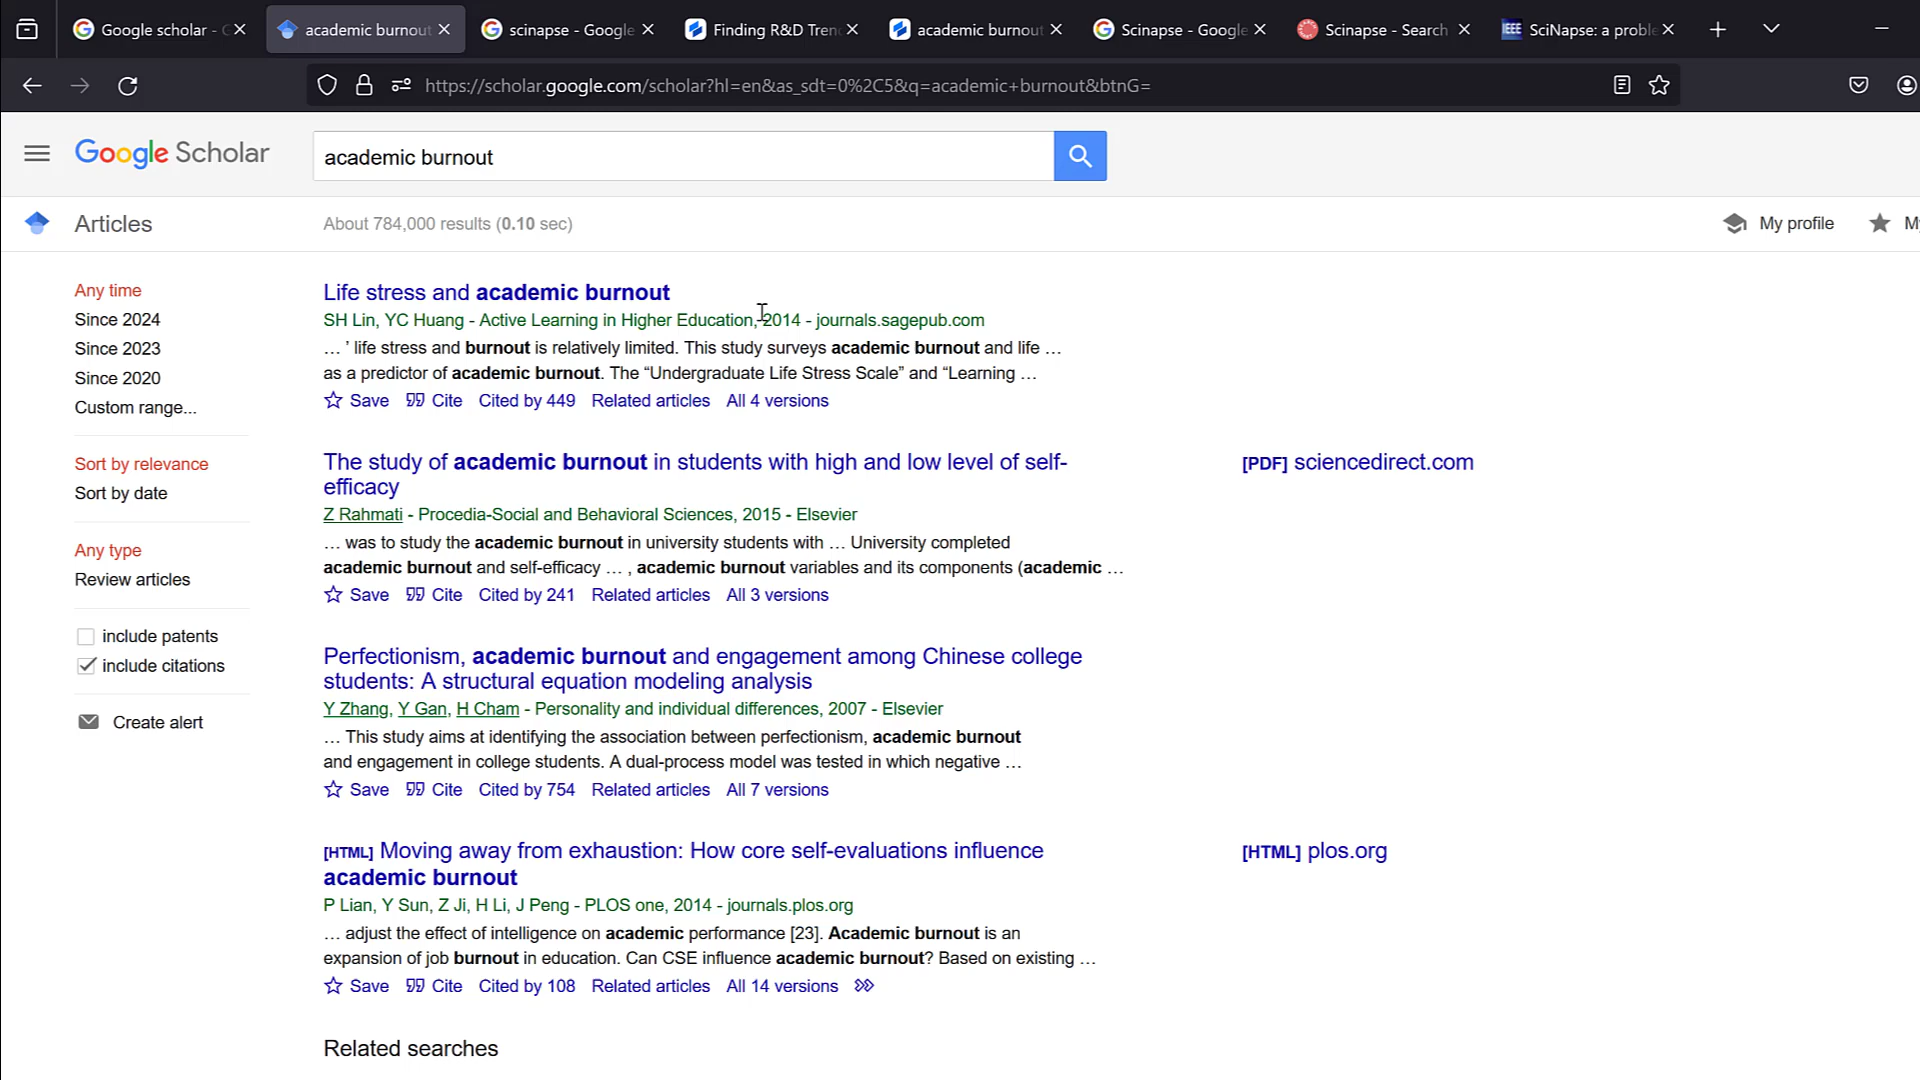 Google scholar - G
academic burnout
scinapse - Google
Finding R&D Tren
academic burnout
Scinapse - Google
Scinapse - Search
IEEE SciNapse: a proble
https://scholar.google.com/scholar?hl=en&as_sdt=0%2C5&q=academic+burnout&btnG=
Google Scholar
academic burnout
Articles
About 784,000 results (0.10 sec)
My profile
My
Any time
Since 2024
Since 2023
Since 2020
Custom range...
Sort by relevance
Sort by date
Any type
Review articles
include patents
include citations
Create alert
Life stress and academic burnout
SH Lin, YC Huang - Active Learning in Higher Education, 2014 - journals.sagepub.com
… ’ life stress and burnout is relatively limited. This study surveys academic burnout and life …
as a predictor of academic burnout. The “Undergraduate Life Stress Scale” and “Learning …
Save Cite Cited by 449 Related articles All 4 versions
The study of academic burnout in students with high and low level of self-
efficacy
[PDF] sciencedirect.com
Z Rahmati - Procedia-Social and Behavioral Sciences, 2015 - Elsevier
… was to study the academic burnout in university students with … University completed
academic burnout and self-efficacy … , academic burnout variables and its components (academic …
Save Cite Cited by 241 Related articles All 3 versions
Perfectionism, academic burnout and engagement among Chinese college
students: A structural equation modeling analysis
Y Zhang, Y Gan, H Cham - Personality and individual differences, 2007 - Elsevier
… This study aims at identifying the association between perfectionism, academic burnout
and engagement in college students. A dual-process model was tested in which negative …
Save Cite Cited by 754 Related articles All 7 versions
[HTML] Moving away from exhaustion: How core self-evaluations influence
academic burnout
[HTML] plos.org
P Lian, Y Sun, Z Ji, H Li, J Peng - PLOS one, 2014 - journals.plos.org
… adjust the effect of intelligence on academic performance [23]. Academic burnout is an
expansion of job burnout in education. Can CSE influence academic burnout? Based on existing …
Save Cite Cited by 108 Related articles All 14 versions
Related searches